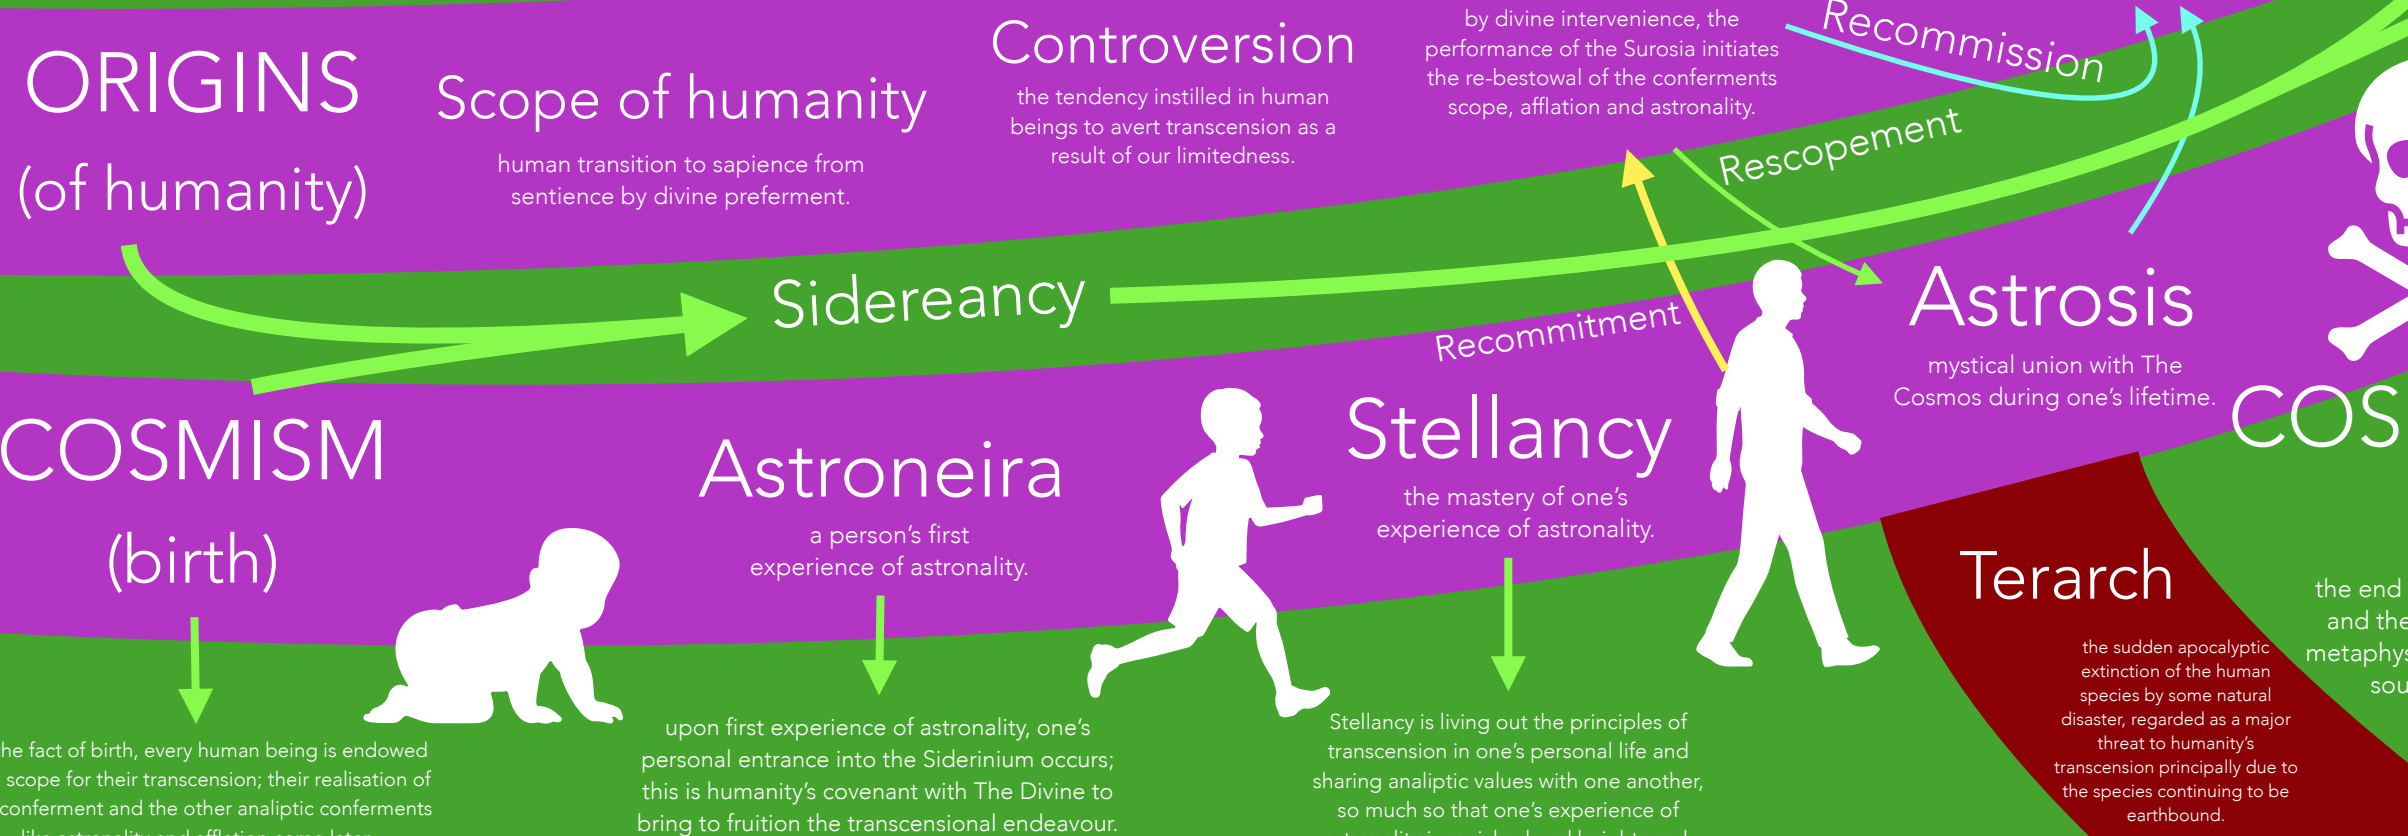 ORIGINS
(of humanity)
Scope of humanity
human transition to sapience from
sentience by divine preferment.
Controversion
the tendency instilled in human
beings to avert transcension as a
result of our limitedness.
by divine intervenience, the
performance of the Surosia initiates
the re-bestowal of the conferments
scope, afflation and astronality.
Recommission
Rescopement
Sidereancy
Recommitment
Astrosis
mystical union with The
Cosmos during one's lifetime.
COSMISM
(birth)
he fact of birth, every human being is endowed
scope for their transcension; their realisation of
conferment and the other analiptic conferments
like astronality and afflation come later
Astroneira
a person's first
experience of astronality.
upon first experience of astronality, one's
personal entrance into the Siderinium occurs;
this is humanity's covenant with The Divine to
bring to fruition the transcensional endeavour.
Stellancy
the mastery of one's
experience of astronality.
Stellancy is living out the principles of
transcension in one's personal life and
sharing analiptic values with one another,
so much so that one's experience of
Terarch
the sudden apocalyptic
extinction of the human
species by some natural
disaster, regarded as a major
threat to humanity's
transcension principally due to
the species continuing to be
earthbound.
COS
the end
and the
metaphys
sou